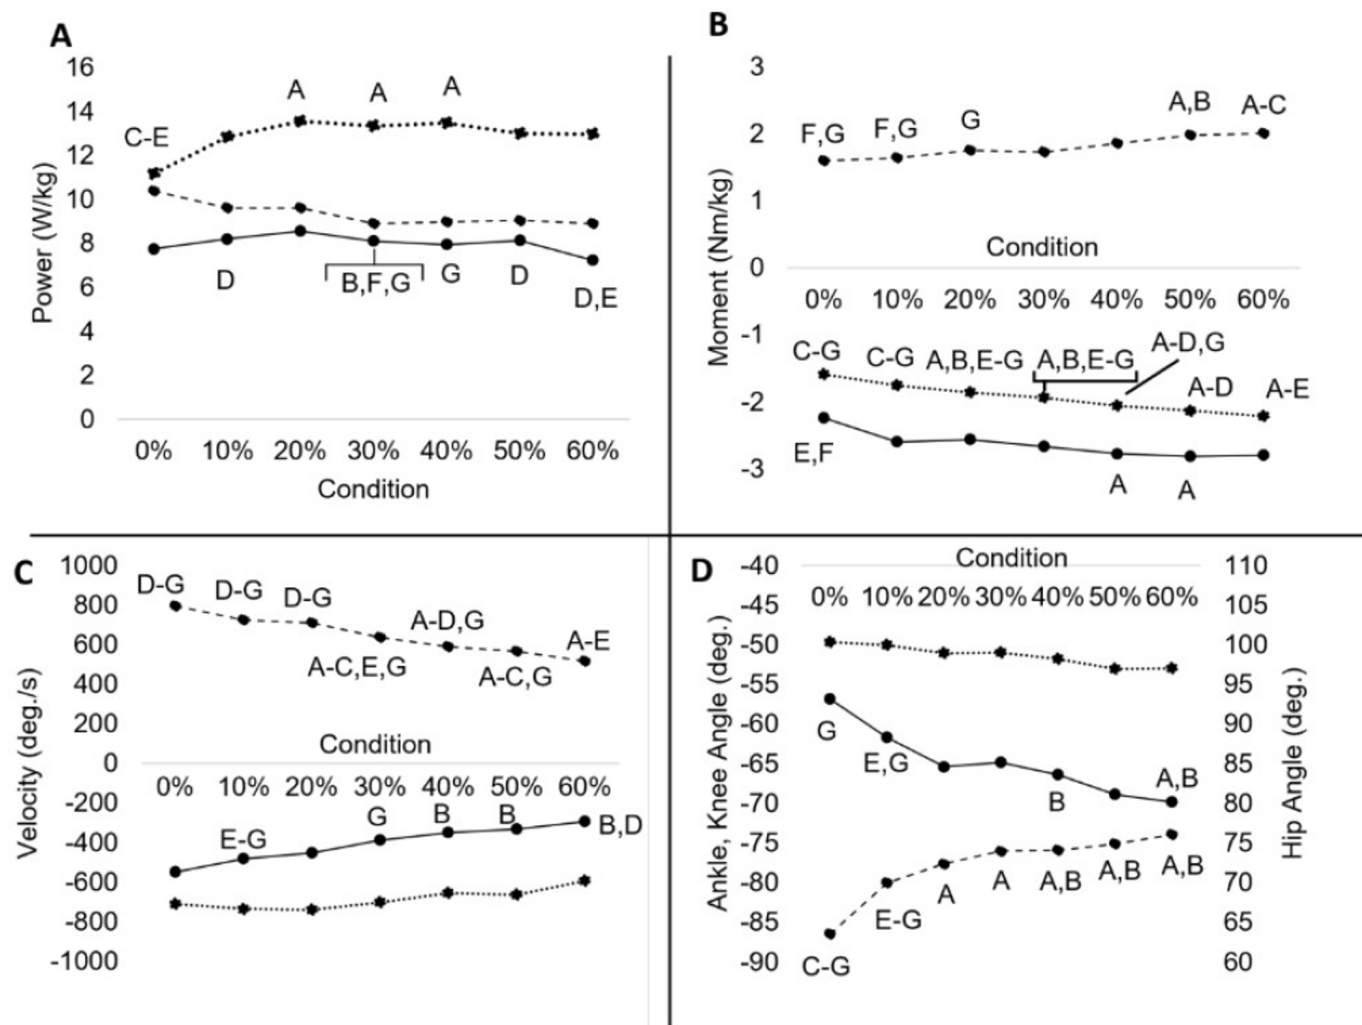 A
16
14
12
10
8
6
4
2
0
Power (W/kg)
C-E
A
A
A
D
B,F,G
G
D
D,E
0% 10% 20% 30% 40% 50% 60%
Condition
B
3
2
1
0
-1
-2
-3
Moment (Nm/kg)
F,G
F,G
G
A,B
A-C
Condition
0% 10% 20% 30% 40% 50% 60%
C-G
C-G
A,B,E-G
A,B,E-G
A-D,G
A-D
A-E
E,F
A
A
C
1000
800
600
400
200
0
-200
-400
-600
-800
-1000
Velocity (deg./s)
D-G
D-G
D-G
A-C,E,G
A-D,G
A-C,G
A-E
Condition
0% 10% 20% 30% 40% 50% 60%
E-G
G
B
B
B,D
D
-40
-45
-50
-55
-60
-65
-70
-75
-80
-85
-90
Ankle, Knee Angle (deg.)
Condition
0% 10% 20% 30% 40% 50% 60%
G
E,G
B
A,B
C-G
E-G
A
A
A,B
A,B
A,B
110
105
100
95
90
85
80
75
70
65
60
Hip Angle (deg.)